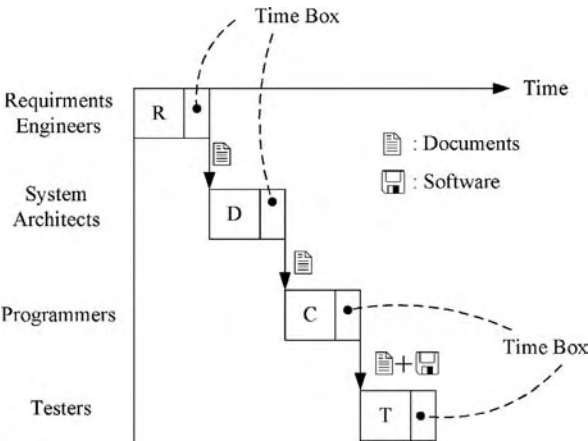 Time Box
Time
Requirments
Engineers
R
: Documents
: Software
System
Architects
D
Programmers
C
Time Box
+
Testers
T